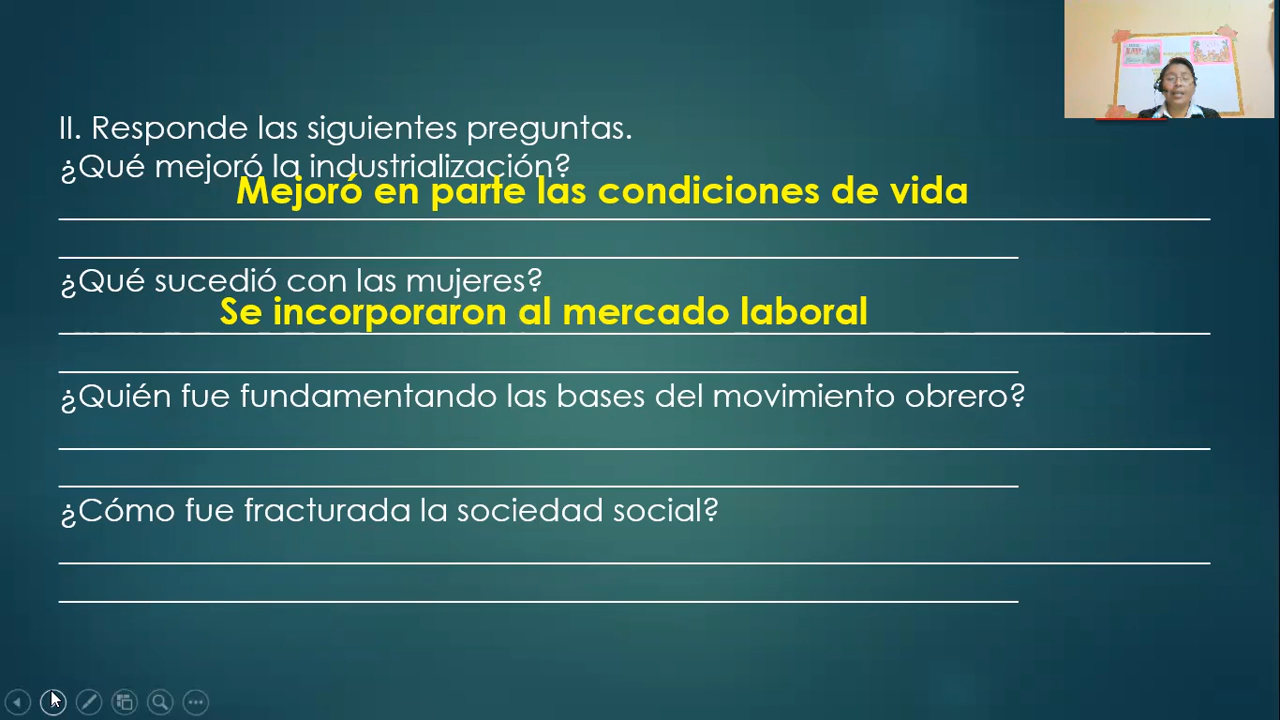 II. Responde las siguientes preguntas.
¿Qué mejoró la industrialización?
Mejoró en parte las condiciones de vida
¿Qué sucedió con las mujeres?
Se incorporaron al mercado laboral
¿Quién fue fundamentando las bases del movimiento obrero?
¿Cómo fue fracturada la sociedad social?